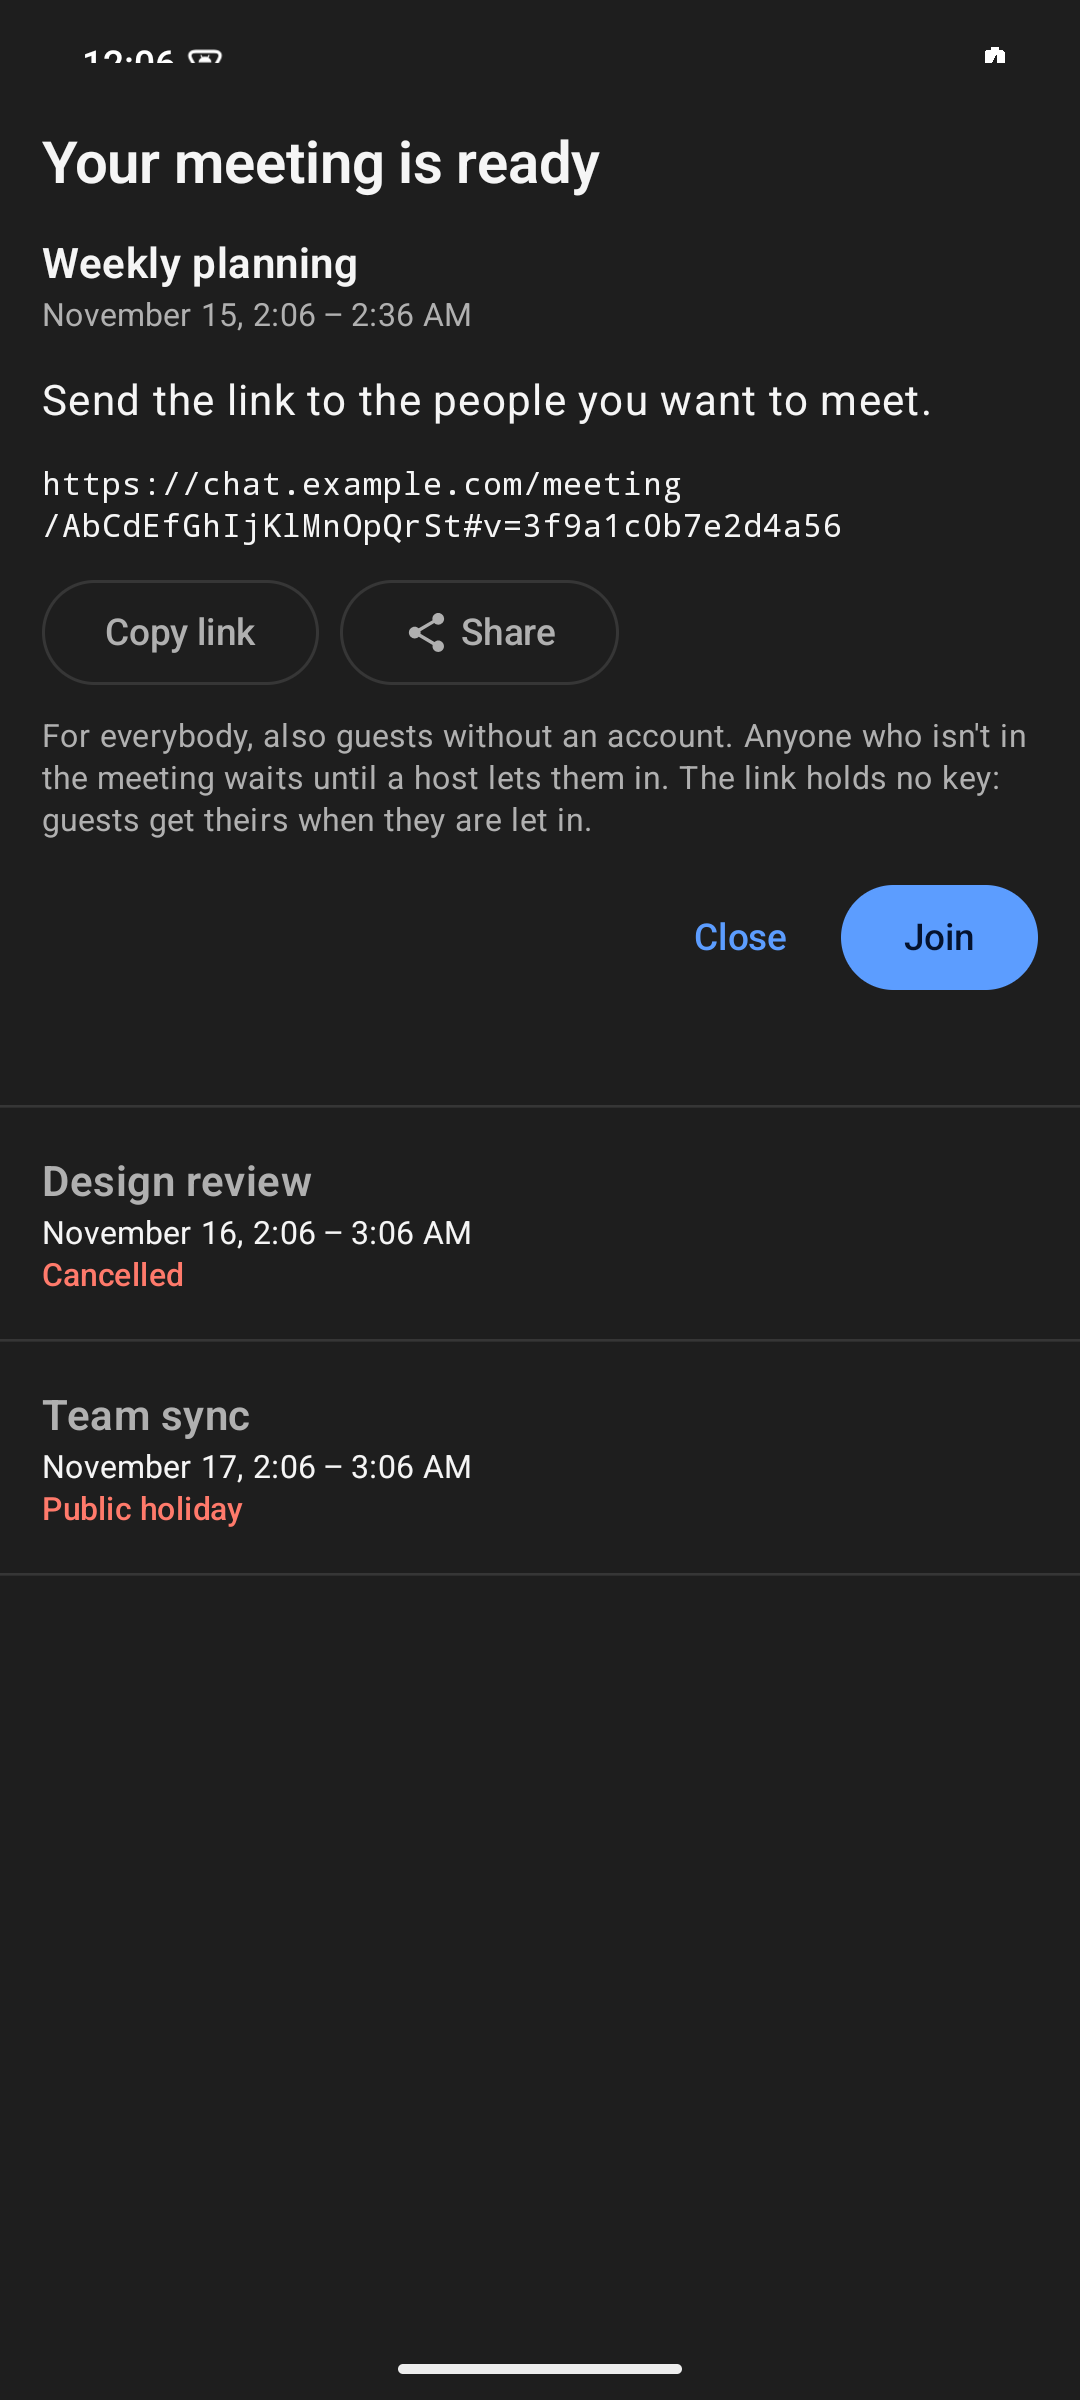 12:06
Your meeting is ready
Weekly planning
November 15, 2:06 – 2:36 AM
Send the link to the people you want to meet.
https://chat.example.com/meeting
/AbCdEfGhIjKlMnOpQrSt#v=3f9a1c0b7e2d4a56
Copy link
Share
For everybody, also guests without an account. Anyone who isn't in
the meeting waits until a host lets them in. The link holds no key:
guests get theirs when they are let in.
Close
Join
Design review
November 16, 2:06 – 3:06 AM
Cancelled
Team sync
November 17, 2:06 – 3:06 AM
Public holiday